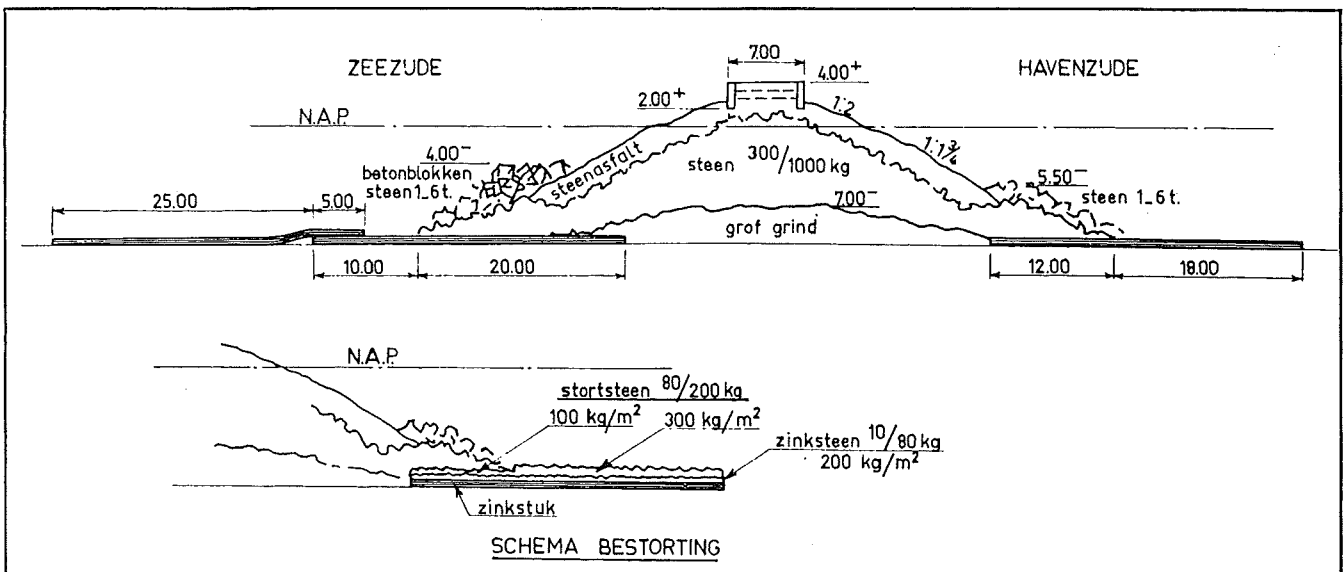 ZEEZIJDE
7.00
HAVENZIJDE
4.00+
2.00+
N.A.P.
1:2
1:1¾
4.00-
betonblokken
steen 1_6 t.
steenasfalt
steen 300/1000 kg
5.50-
steen 1_6 t.
25.00
5.00
7.00-
grof grind
10.00
20.00
12.00
18.00
N.A.P.
stortsteen 80/200 kg
100 kg/m²
300 kg/m²
zinksteen 10/80 kg
200 kg/m²
zinkstuk
SCHEMA BESTORTING